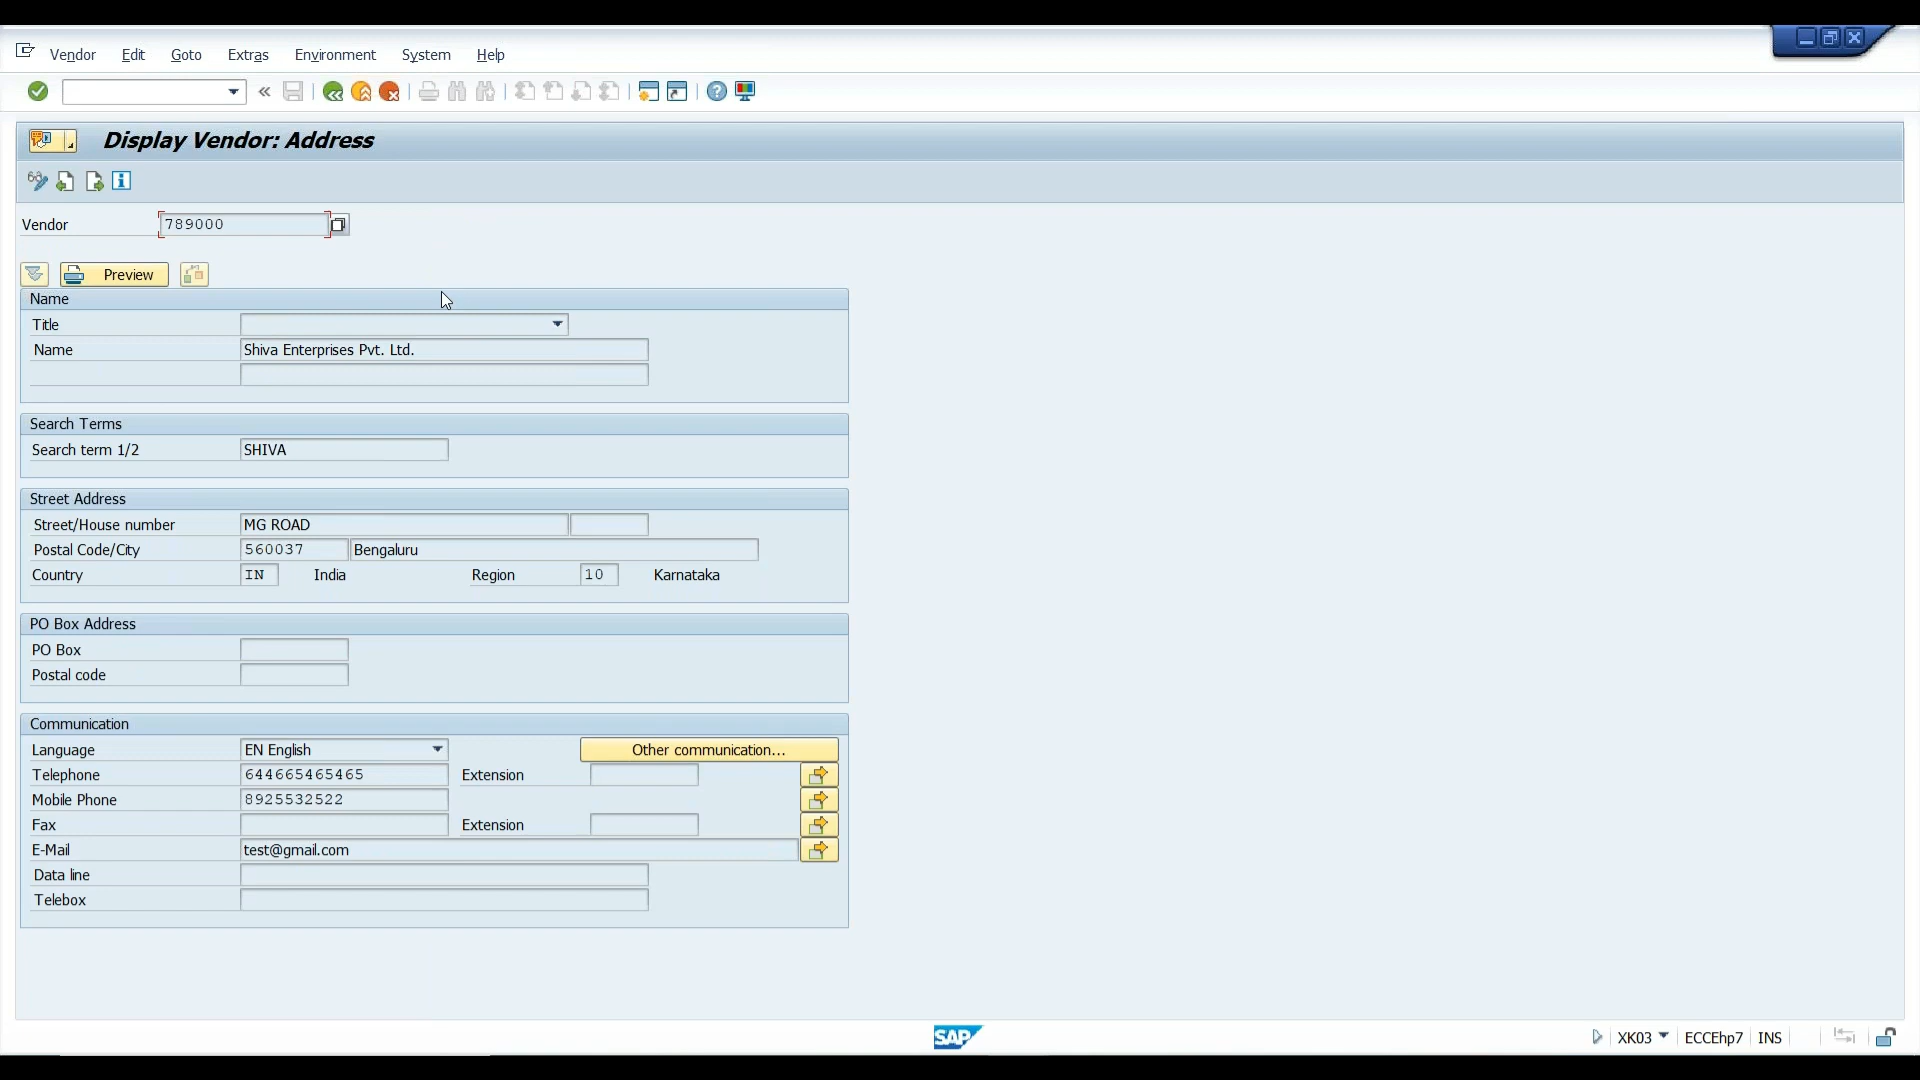 Vendor Edit Goto Extras Environment System Help
Display Vendor: Address
Vendor 789000
Preview
Name
Title
Name Shiva Enterprises Pvt. Ltd.
Search Terms
Search term 1/2 SHIVA
Street Address
Street/House number MG ROAD
Postal Code/City 560037 Bengaluru
Country IN India Region 10 Karnataka
PO Box Address
PO Box
Postal code
Communication
Language EN English Other communication...
Telephone 644665465465 Extension
Mobile Phone 8925532522
Fax Extension
E-Mail test@gmail.com
Data line
Telebox
SAP XK03 ECCEhp7 INS